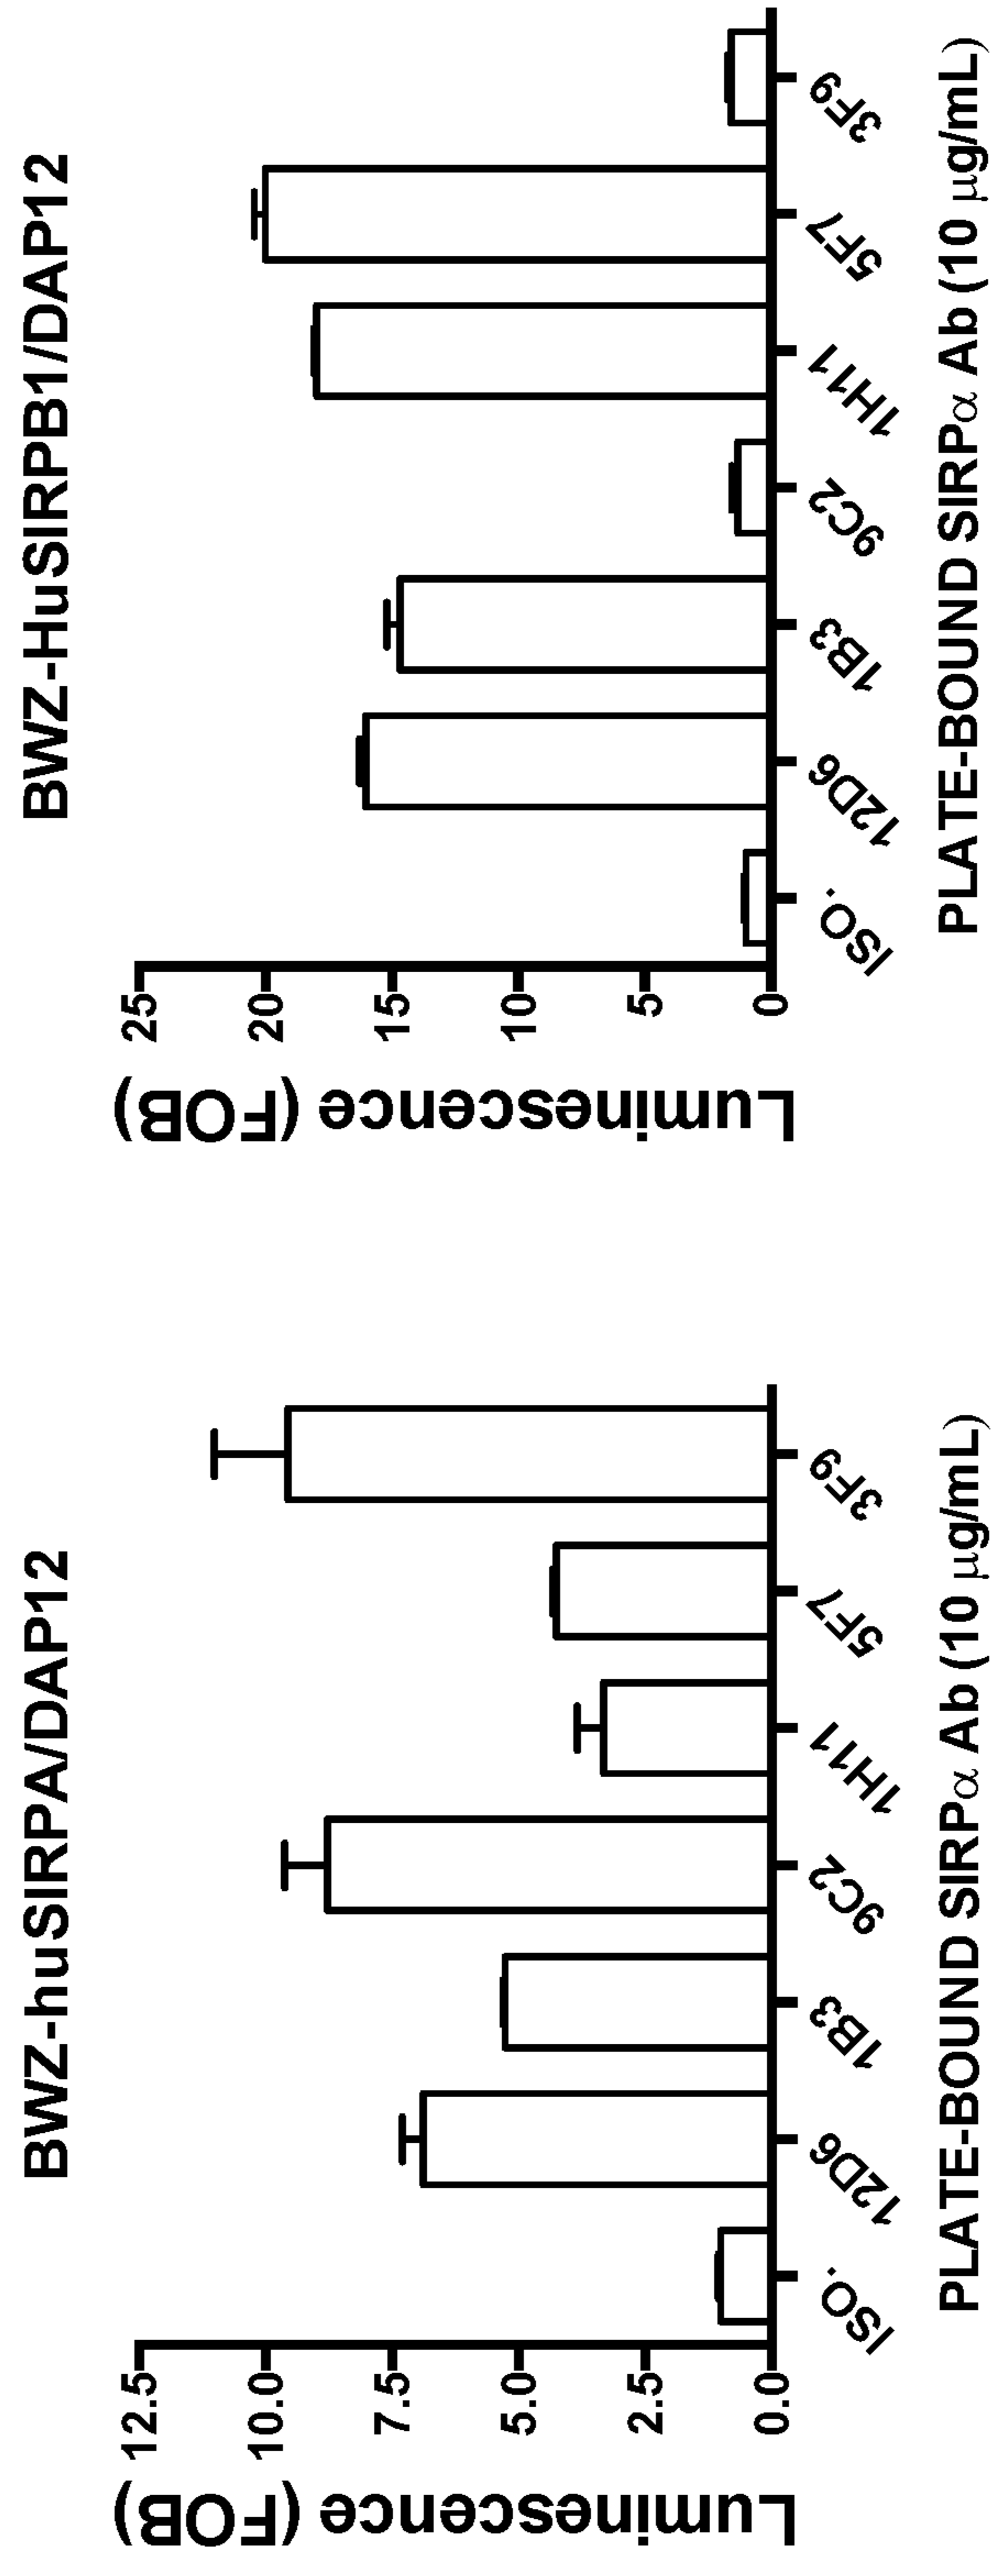 BWZ-huSIRPA/DAP12
Luminescence (FOB)
12.5
10.0
7.5
5.0
2.5
0.0
ISO.
12D6
1B3
9C2
1H11
5F7
3F9
PLATE-BOUND SIRPα Ab (10 μg/mL)
BWZ-HuSIRPB1/DAP12
Luminescence (FOB)
25
20
15
10
5
0
ISO.
12D6
1B3
9C2
1H11
5F7
3F9
PLATE-BOUND SIRPα Ab (10 μg/mL)